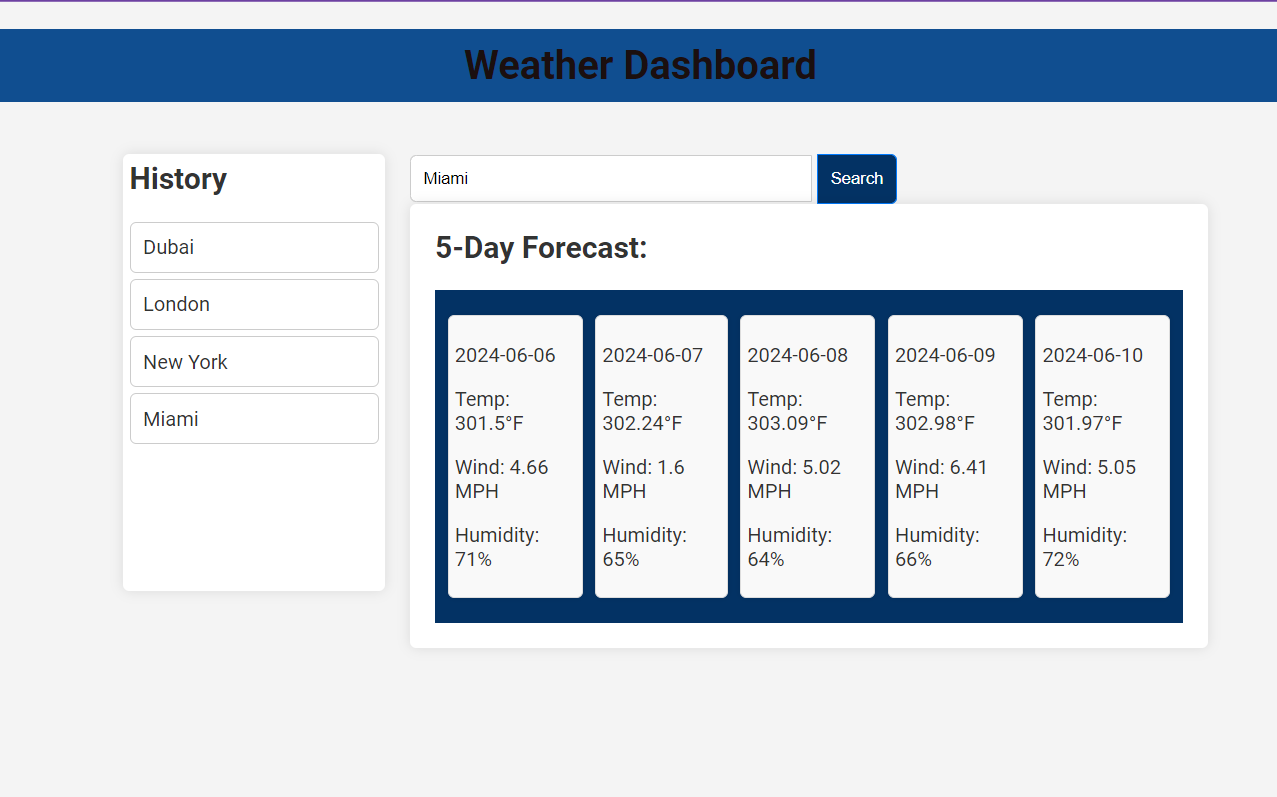 Weather Dashboard
History
Dubai
London
New York
Miami
Miami
Search
5-Day Forecast:
2024-06-06
Temp:
301.5°F
Wind: 4.66
MPH
Humidity:
71%
2024-06-07
Temp:
302.24°F
Wind: 1.6
MPH
Humidity:
65%
2024-06-08
Temp:
303.09°F
Wind: 5.02
MPH
Humidity:
64%
2024-06-09
Temp:
302.98°F
Wind: 6.41
MPH
Humidity:
66%
2024-06-10
Temp:
301.97°F
Wind: 5.05
MPH
Humidity:
72%